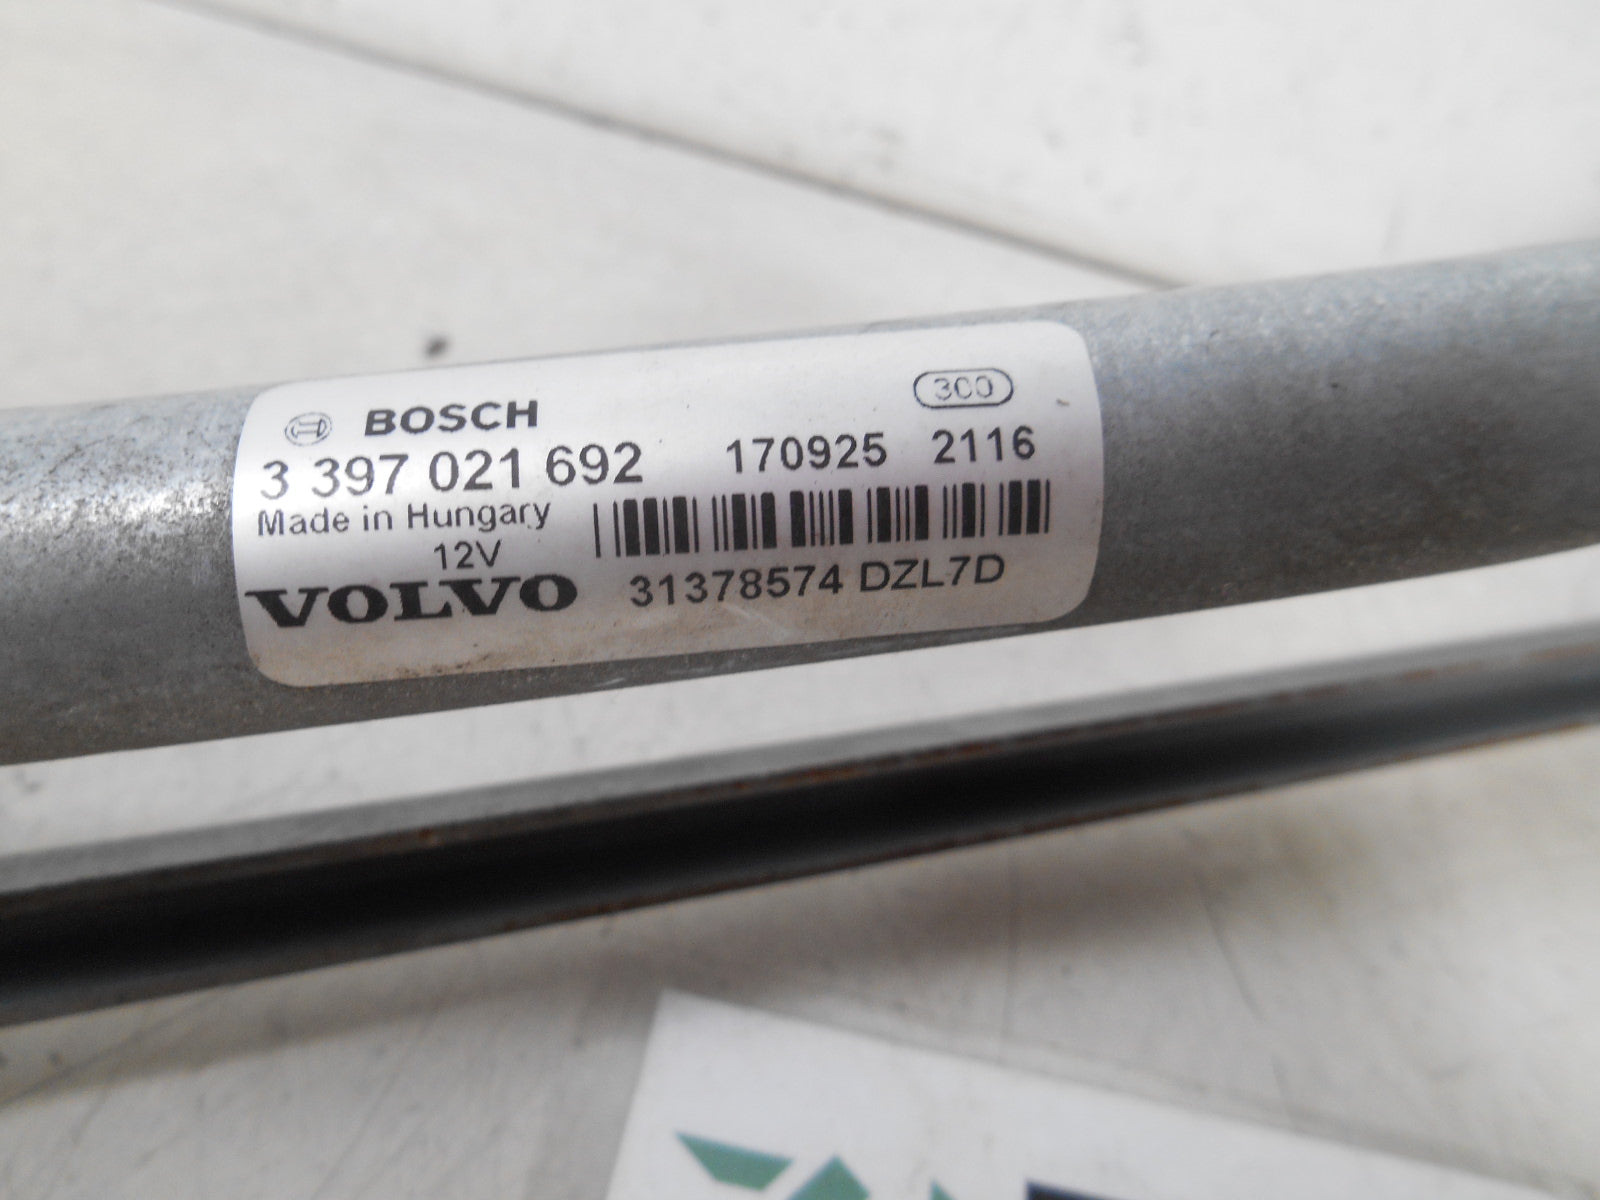 BOSCH
300
3 397 021 692 170925 2116
Made in Hungary
12V
VOLVO 31378574 DZL7D